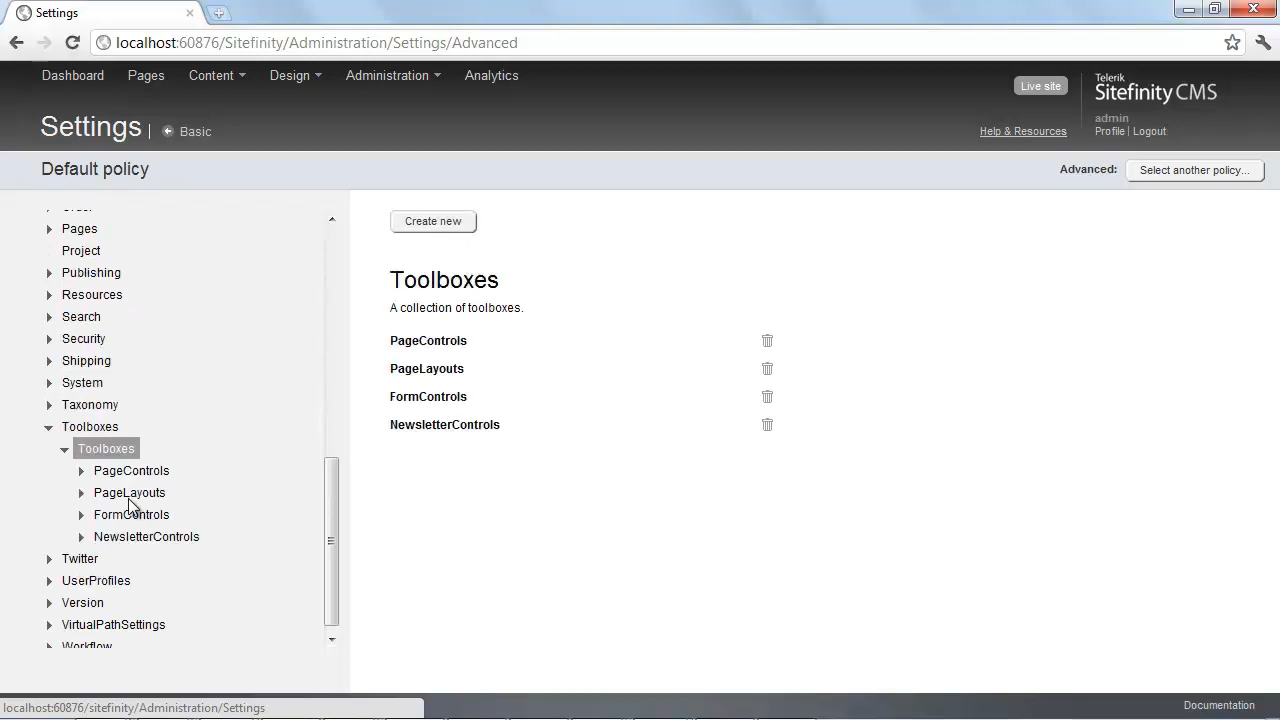 Settings
localhost:60876/Sitefinity/Administration/Settings/Advanced
Dashboard Pages Content Design Administration Analytics
Live site
Telerik
Sitefinity CMS
Settings | Basic
admin
Help & Resources
Profile | Logout
Default policy
Advanced: Select another policy...
Order
Pages
Project
Publishing
Resources
Search
Security
Shipping
System
Taxonomy
Toolboxes
Toolboxes
PageControls
PageLayouts
FormControls
NewsletterControls
Twitter
UserProfiles
Version
VirtualPathSettings
Workflow
Create new
Toolboxes
A collection of toolboxes.
PageControls
PageLayouts
FormControls
NewsletterControls
localhost:60876/sitefinity/Administration/Settings
Documentation